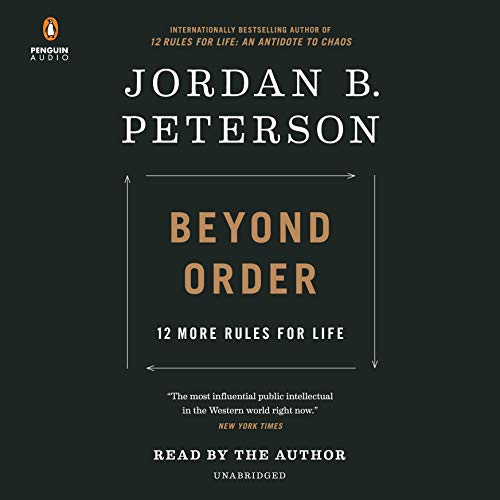 Penguin
Audio
INTERNATIONALLY BESTSELLING AUTHOR OF
12 RULES FOR LIFE: AN ANTIDOTE TO CHAOS
JORDAN B.
PETERSON
BEYOND
ORDER
12 MORE RULES FOR LIFE
“The most influential public intellectual
in the Western world right now.”
NEW YORK TIMES
READ BY THE AUTHOR
UNABRIDGED